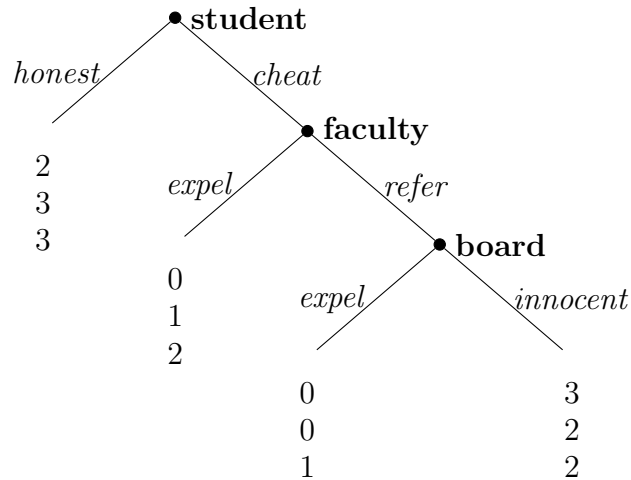 student
honest
cheat
faculty
2
3
3
expel
refer
board
0
1
2
expel
innocent
0
0
1
3
2
2